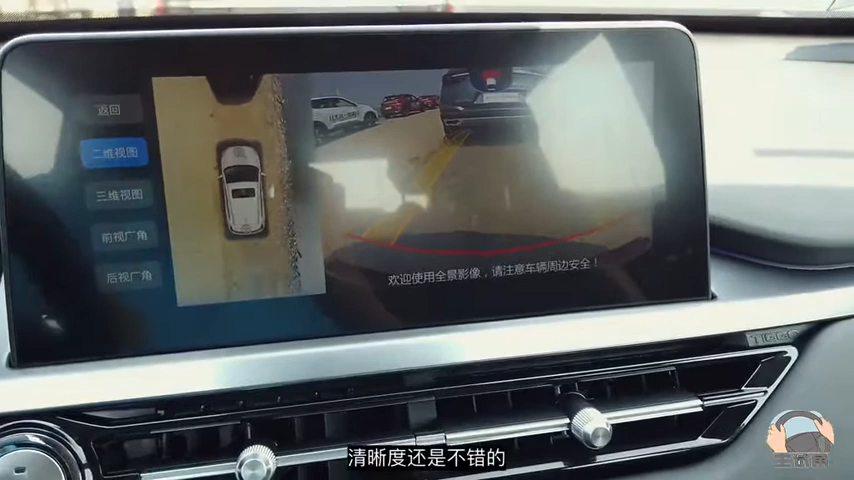 返回
二维视图
三维视图
前视广角
后视广角
欢迎使用全景影像，请注意车辆周边安全！
TIGGO
清晰度还是不错的